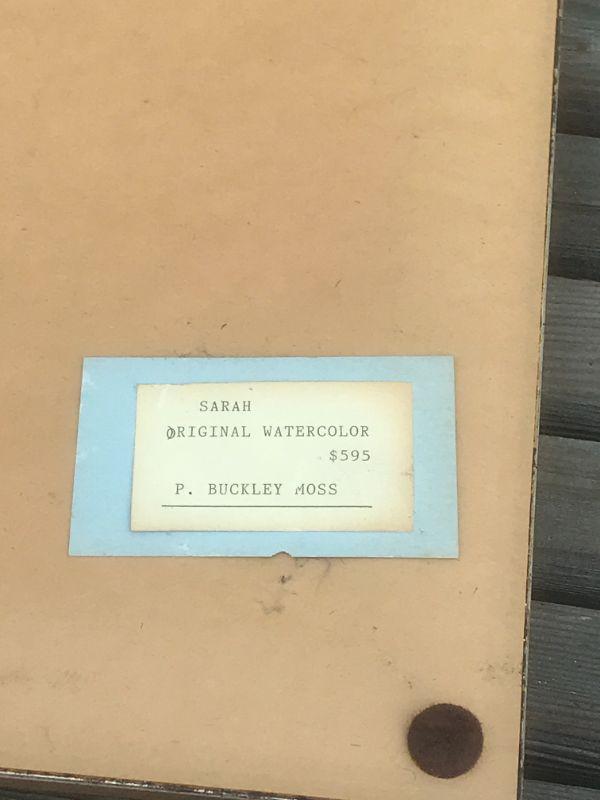 SARAH
ORIGINAL WATERCOLOR
$595
P. BUCKLEY MOSS